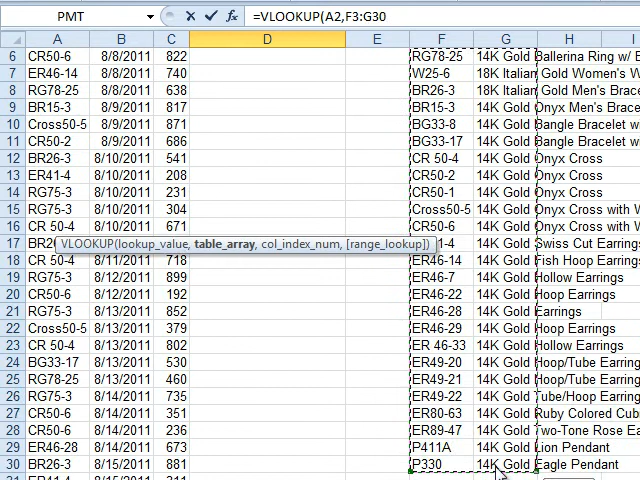 PMT =VLOOKUP(A2,F3:G30
A B C D E F G H I
6 CR50-6 8/8/2011 822 RG78-25 14K Gold Ballerina Ring w/ E
7 ER46-14 8/8/2011 740 W25-6 18K Italian Gold Women's W
8 RG78-25 8/8/2011 638 BR26-3 18K Italian Gold Men's Brace
9 BR15-3 8/9/2011 817 BR15-3 14K Gold Onyx Men's Bracelet
10 Cross50-5 8/9/2011 871 BG33-8 14K Gold Bangle Bracelet wi
11 CR50-2 8/9/2011 686 BG33-17 14K Gold Bangle Bracelet
12 BR26-3 8/10/2011 541 CR 50-4 14K Gold Onyx Cross
13 ER41-4 8/10/2011 208 CR50-2 14K Gold Onyx Cross
14 RG75-3 8/10/2011 231 CR50-1 14K Gold Onyx Cross
15 RG75-3 8/10/2011 304 Cross50-5 14K Gold Onyx Cross with W
16 CR 50-4 8/10/2011 671 CR50-6 14K Gold Onyx Cross with W
17 BR2 VLOOKUP(lookup_value, table_array, col_index_num, [range_lookup]) 1-4 14K Gold Swiss Cut Earrings
18 CR 50-4 8/11/2011 718 ER46-14 14K Gold Fish Hoop Earring
19 RG75-3 8/12/2011 899 ER46-7 14K Gold Hollow Earrings
20 CR50-6 8/12/2011 192 ER46-22 14K Gold Hoop Earrings
21 RG75-3 8/13/2011 852 ER46-28 14K Gold Earrings
22 Cross50-5 8/13/2011 379 ER46-29 14K Gold Hoop Earrings
23 CR 50-4 8/13/2011 802 ER 46-33 14K Gold Hollow Earrings
24 BG33-17 8/13/2011 530 ER49-20 14K Gold Hoop/Tube Earring
25 RG78-25 8/13/2011 460 ER49-21 14K Gold Hoop/Tube Earring
26 RG75-3 8/14/2011 735 ER49-22 14K Gold Tube/Hoop Earring
27 CR50-6 8/14/2011 351 ER80-63 14K Gold Ruby Colored Cub
28 CR50-6 8/14/2011 236 ER89-47 14K Gold Two-Tone Rose Ea
29 ER46-28 8/14/2011 673 P411A 14K Gold Lion Pendant
30 BR26-3 8/15/2011 881 P330 14K Gold Eagle Pendant